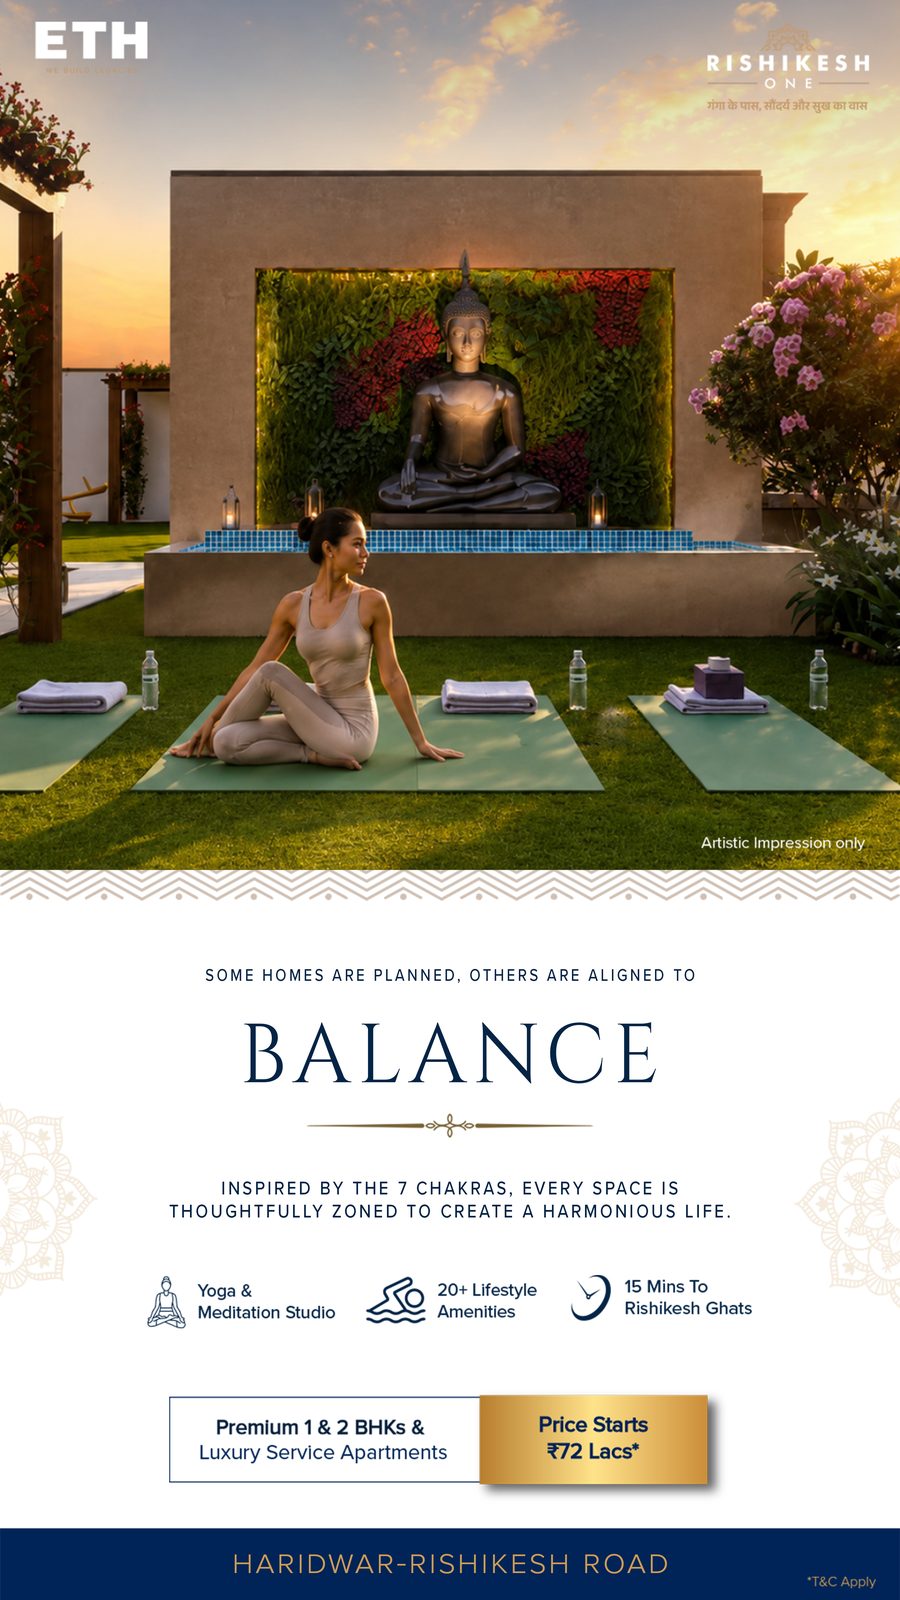 ETH
WE BUILD LEGACIES
RISHIKESH
ONE
गंगा के पास, सौंदर्य और सुख का वास
Artistic Impression only
SOME HOMES ARE PLANNED, OTHERS ARE ALIGNED TO
BALANCE
INSPIRED BY THE 7 CHAKRAS, EVERY SPACE IS
THOUGHTFULLY ZONED TO CREATE A HARMONIOUS LIFE.
Yoga &
Meditation Studio
20+ Lifestyle
Amenities
15 Mins To
Rishikesh Ghats
Premium 1 & 2 BHKs &
Luxury Service Apartments
Price Starts
₹72 Lacs*
HARIDWAR-RISHIKESH ROAD
*T&C Apply